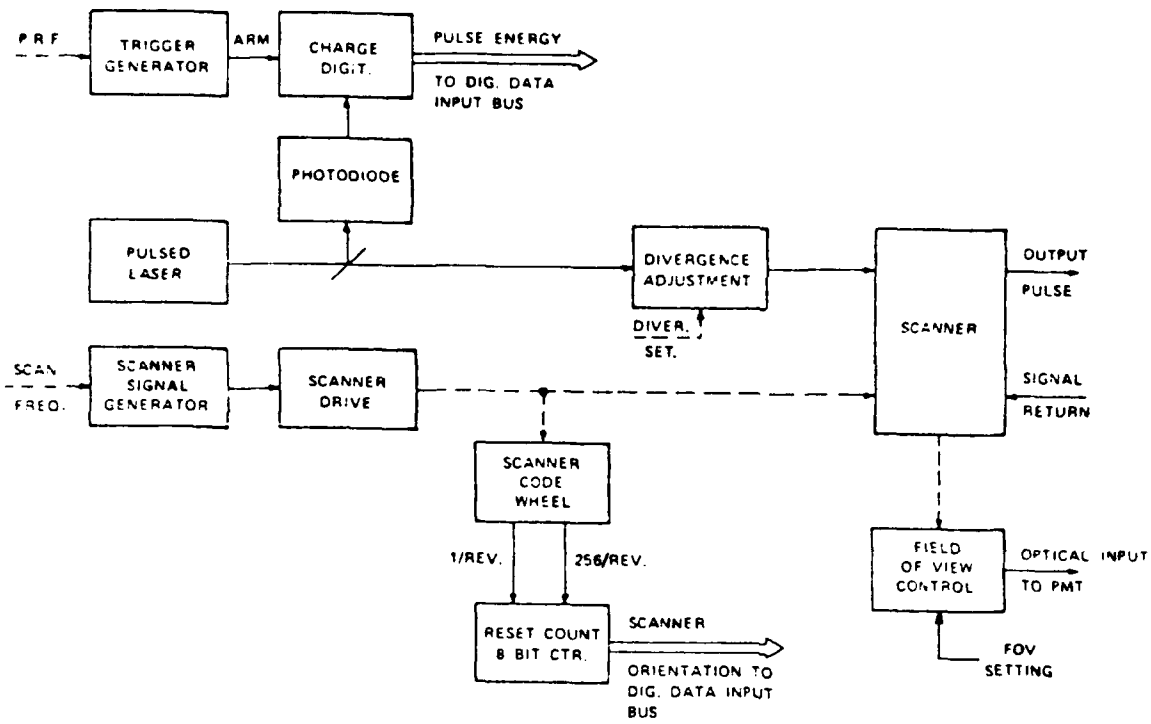 P R F
TRIGGER
GENERATOR
ARM
CHARGE
DIGIT.
PULSE ENERGY
TO DIG. DATA
INPUT BUS
PHOTODIODE
PULSED
LASER
DIVERGENCE
ADJUSTMENT
DIVER.
SET.
SCANNER
OUTPUT
PULSE
SIGNAL
RETURN
SCAN
FREQ.
SCANNER
SIGNAL
GENERATOR
SCANNER
DRIVE
SCANNER
CODE
WHEEL
1/REV.
256/REV.
RESET COUNT
8 BIT CTR.
SCANNER
ORIENTATION TO
DIG. DATA INPUT
BUS
FIELD
OF VIEW
CONTROL
OPTICAL INPUT
TO PMT
FOV
SETTING